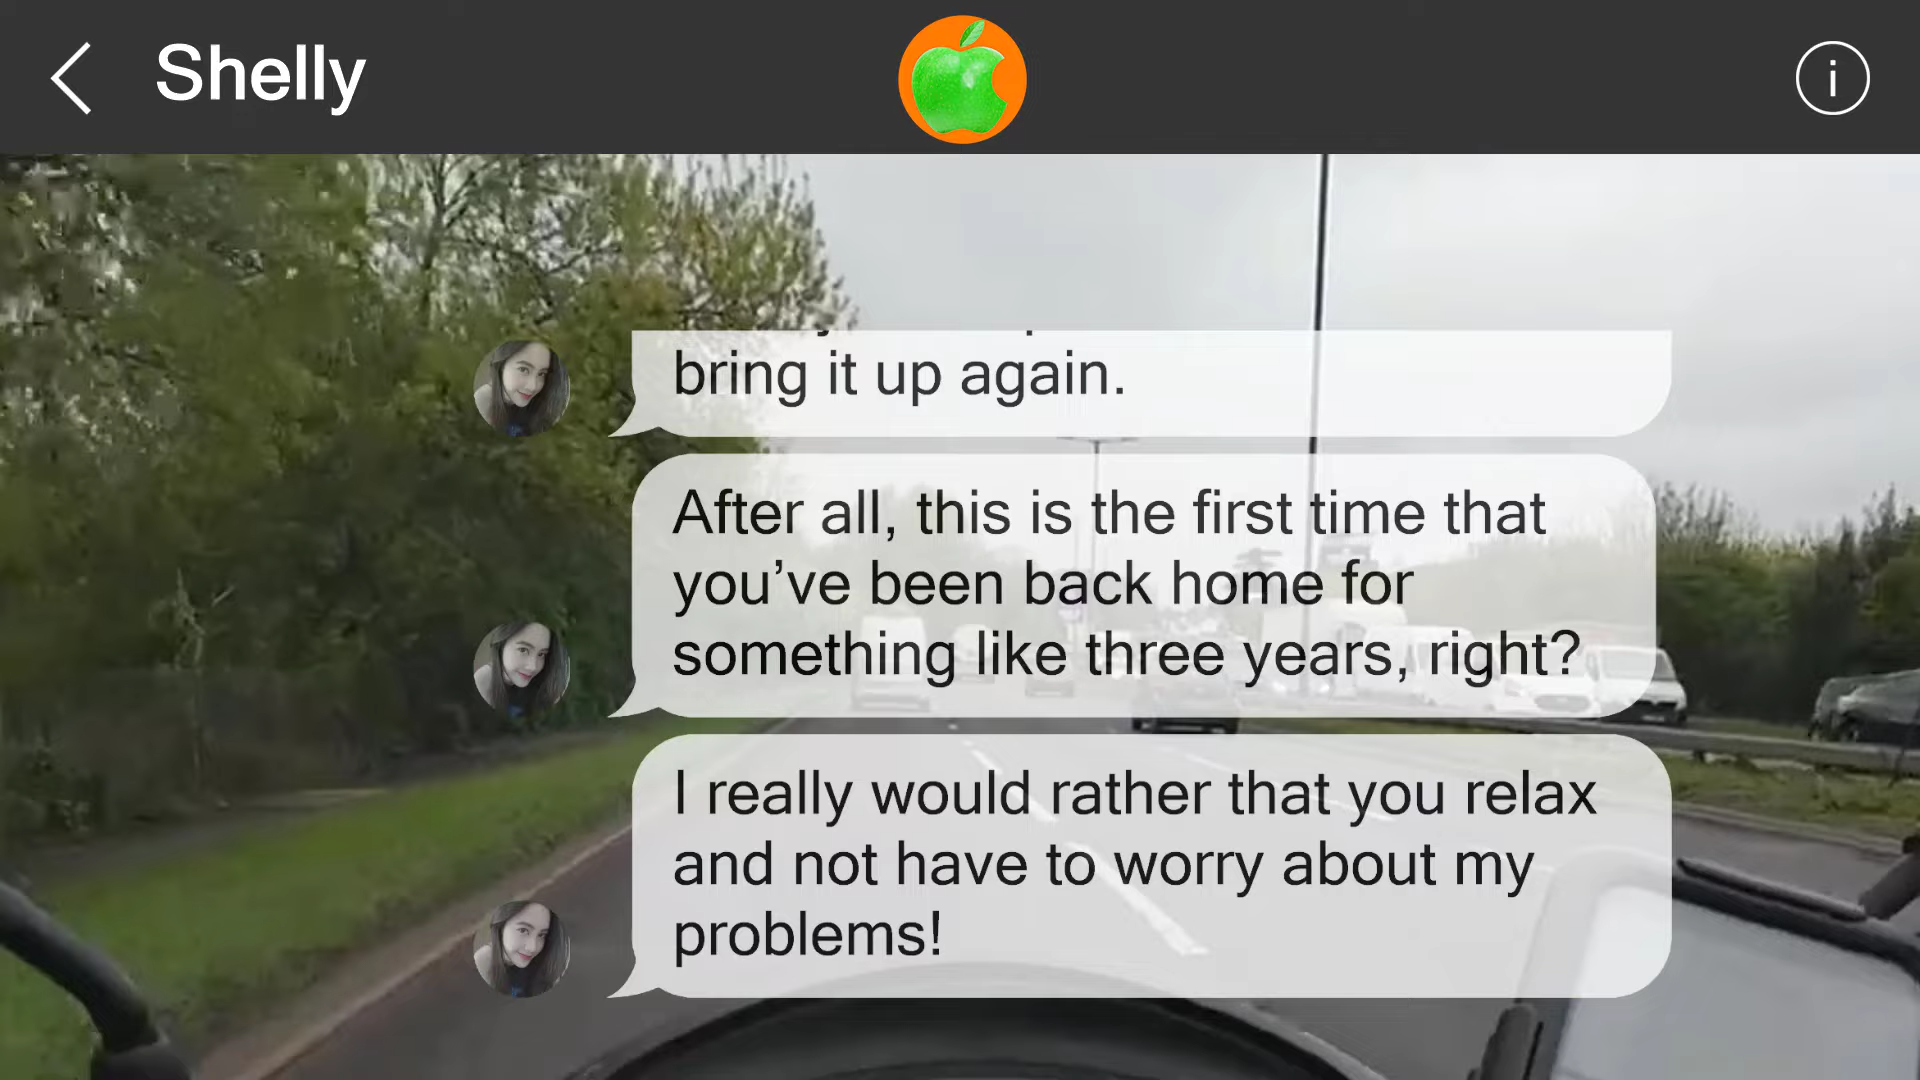 Shelly
bring it up again.
After all, this is the first time that
you’ve been back home for
something like three years, right?
I really would rather that you relax
and not have to worry about my
problems!